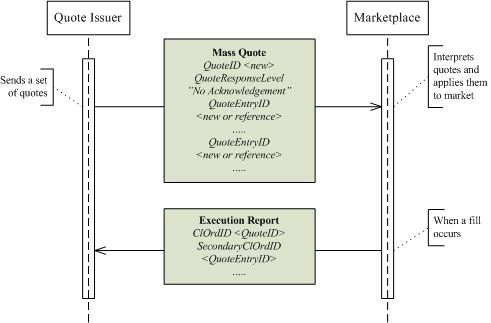 Quote Issuer
Marketplace
Mass Quote
QuoteID <new>
QuoteResponseLevel
"No Acknowledgement"
QuoteEntryID
<new or reference>
.....
QuoteEntryID
<new or reference>
.....
Sends a set
of quotes
Interprets
quotes and
applies them
to market
Execution Report
ClOrdID <QuoteID>
SecondaryClOrdID
<QuoteEntryID>
.....
When a fill
occurs